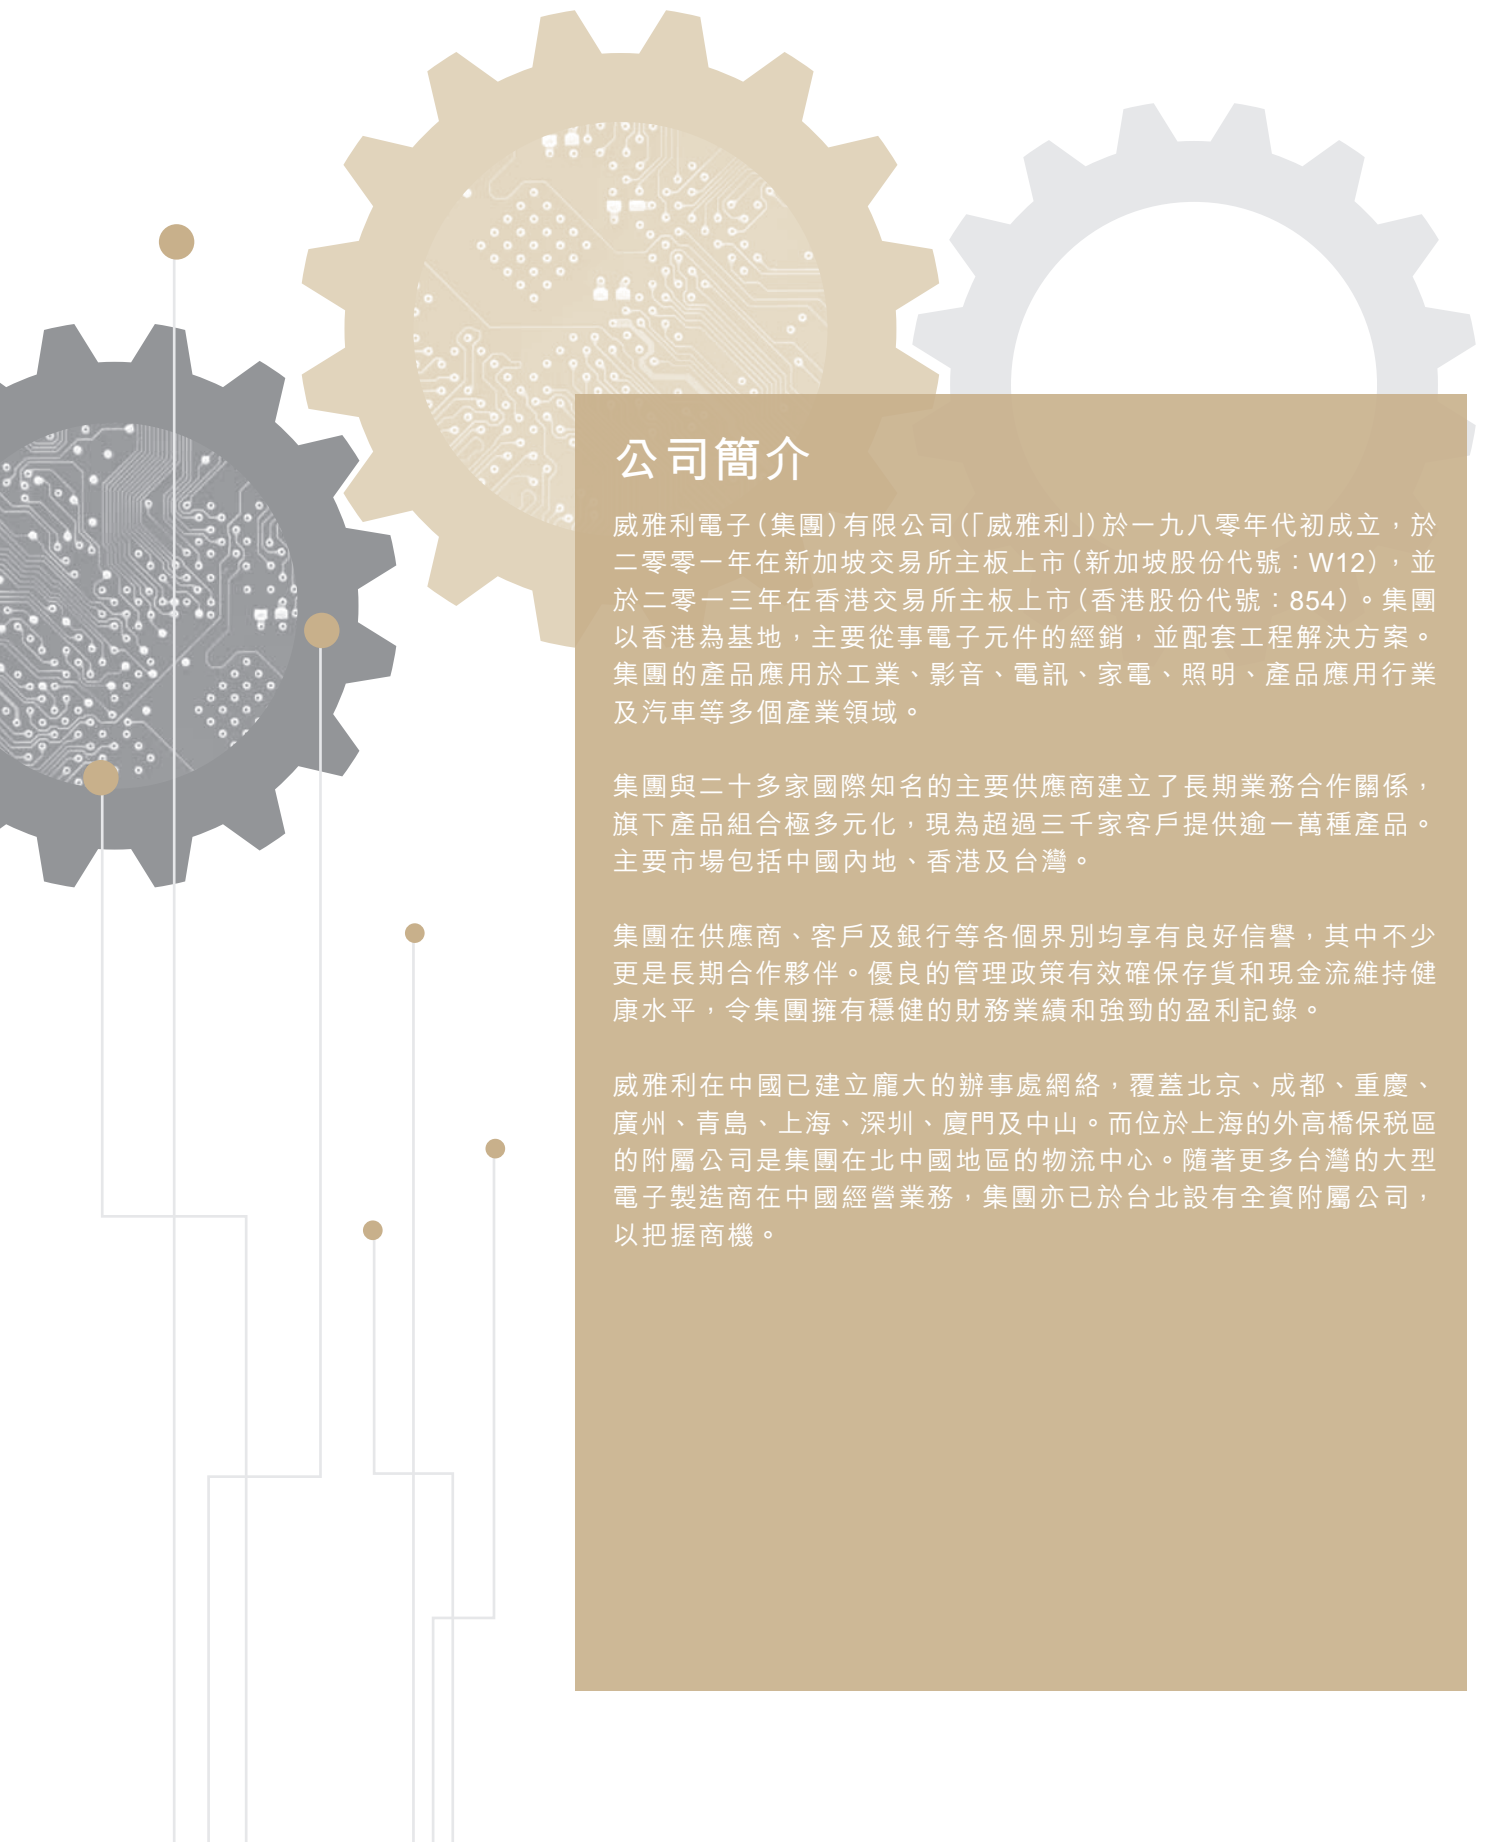 公司簡介
威雅利電子（集團）有限公司（「威雅利」）於一九八零年代初成立，於
二零零一年在新加坡交易所主板上市（新加坡股份代號：W12），並
於二零一三年在香港交易所主板上市（香港股份代號：854）。集團
以香港為基地，主要從事電子元件的經銷，並配套工程解決方案。
集團的產品應用於工業、影音、電訊、家電、照明、產品應用行業
及汽車等多個產業領域。
集團與二十多家國際知名的主要供應商建立了長期業務合作關係，
旗下產品組合極多元化，現為超過三千家客戶提供逾一萬種產品。
主要市場包括中國內地、香港及台灣。
集團在供應商、客戶及銀行等各個界別均享有良好信譽，其中不少
更是長期合作夥伴。優良的管理政策有效確保存貨和現金流維持健
康水平，令集團擁有穩健的財務業績和強勁的盈利記錄。
威雅利在中國已建立龐大的辦事處網絡，覆蓋北京、成都、重慶、
廣州、青島、上海、深圳、廈門及中山。而位於上海的外高橋保稅區
的附屬公司是集團在北中國地區的物流中心。隨著更多台灣的大型
電子製造商在中國經營業務，集團亦已於台北設有全資附屬公司，
以把握商機。